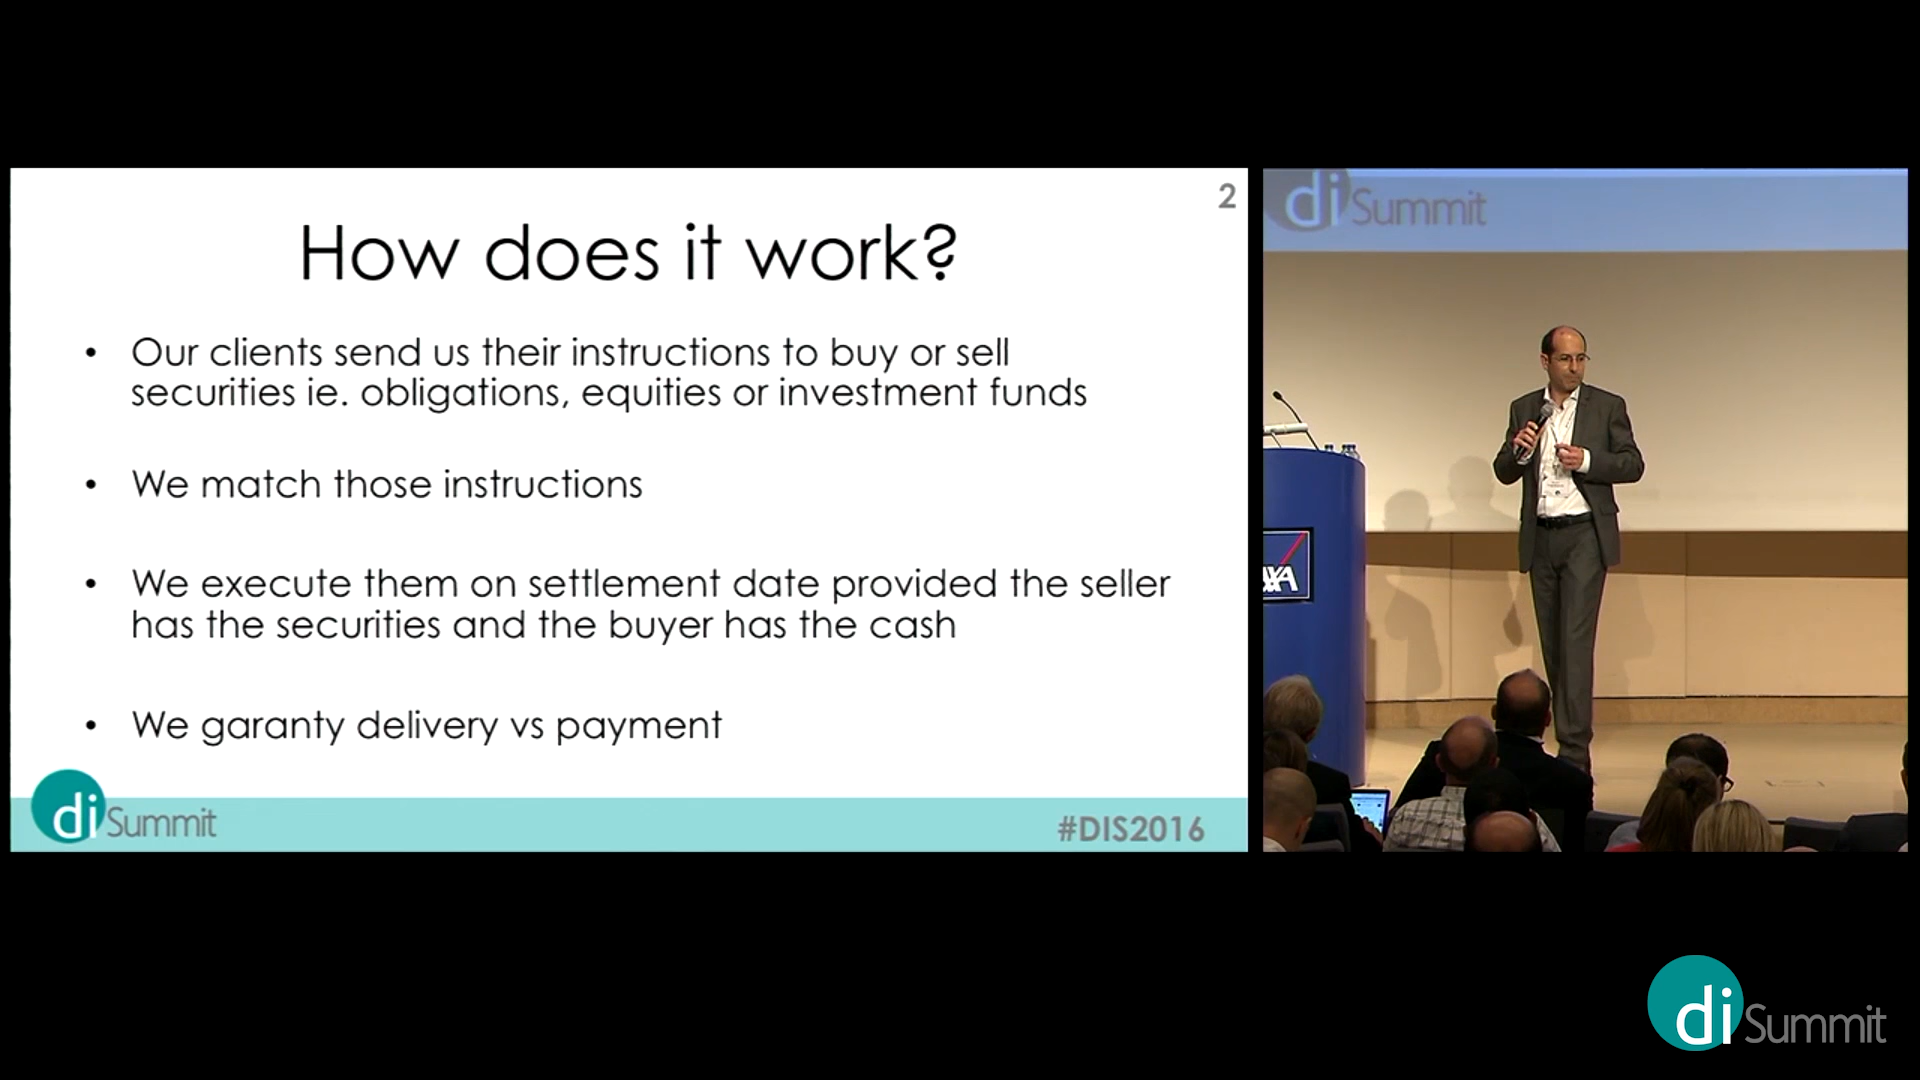 2
How does it work?
• Our clients send us their instructions to buy or sell
securities ie. obligations, equities or investment funds
• We match those instructions
• We execute them on settlement date provided the seller
has the securities and the buyer has the cash
• We garanty delivery vs payment
di Summit
#DIS2016
di Summit
AXA
di Summit